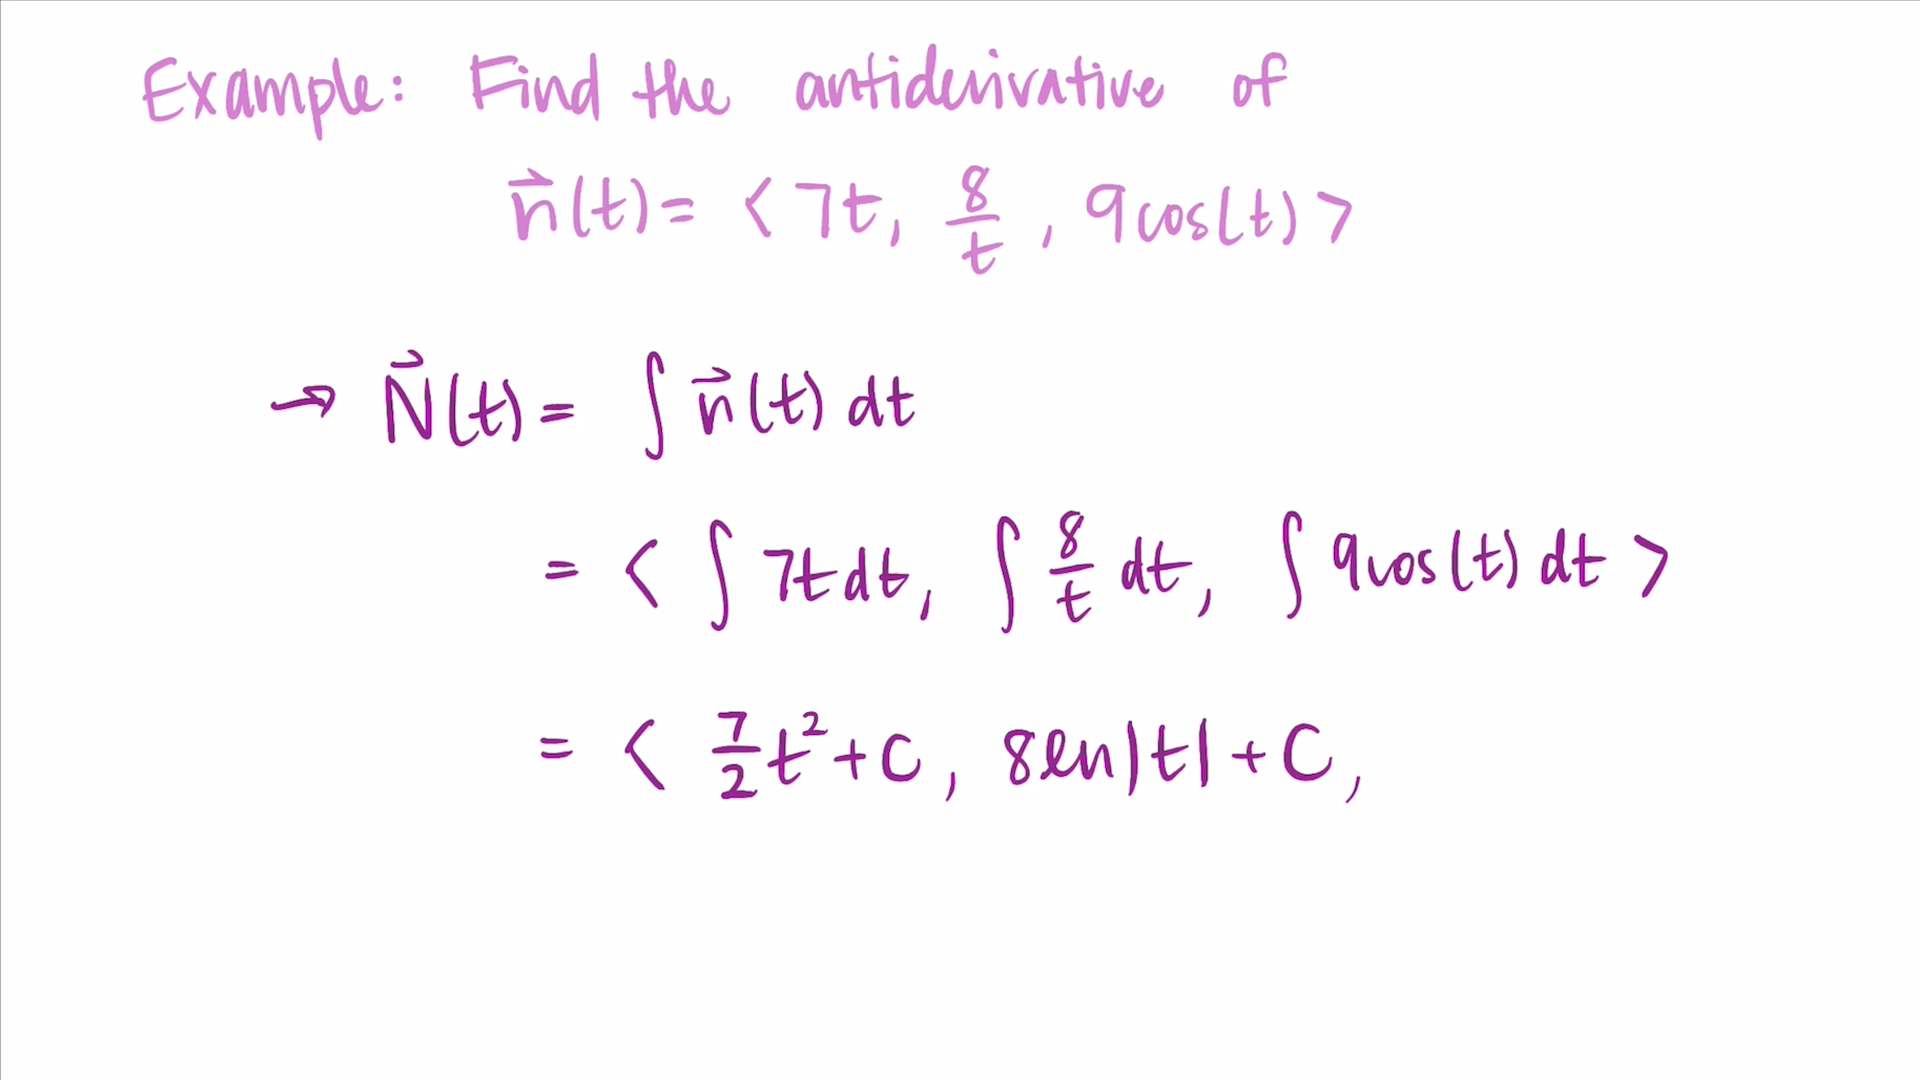 Example: Find the antiderivative of
n⃗(t) = <7t, 8/t, 9cos(t)>
→ N⃗(t) = ∫ n⃗(t) dt
= < ∫ 7t dt, ∫ 8/t dt, ∫ 9cos(t) dt >
= < 7/2 t² + C, 8ln|t| + C,